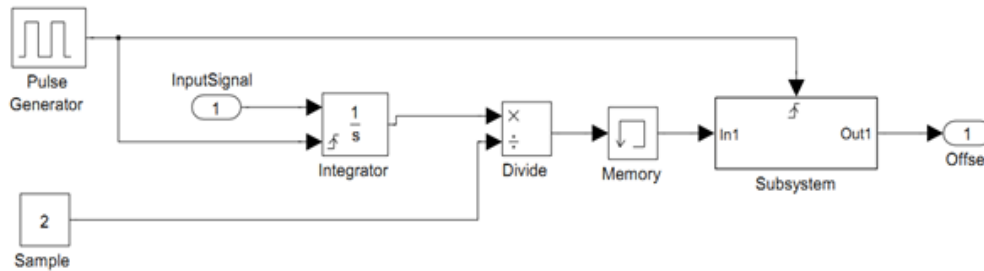 Pulse
Generator
InputSignal
1
1
s
Integrator
×
÷
Divide
Memory
In1
Out1
Subsystem
1
Offse
2
Sample